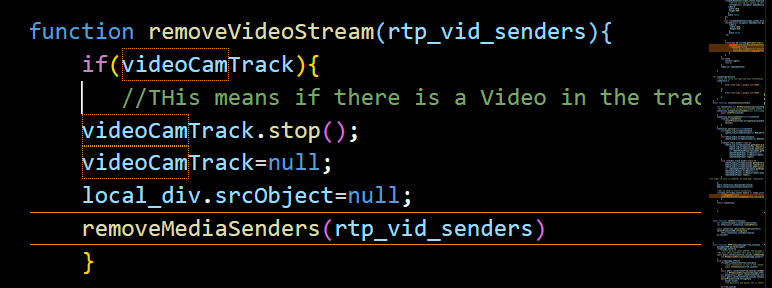 function removeVideoStream(rtp_vid_senders){
if(videoCamTrack){
//THis means if there is a Video in the trac
videoCamTrack.stop();
videoCamTrack=null;
local_div.srcObject=null;
removeMediaSenders(rtp_vid_senders)
}